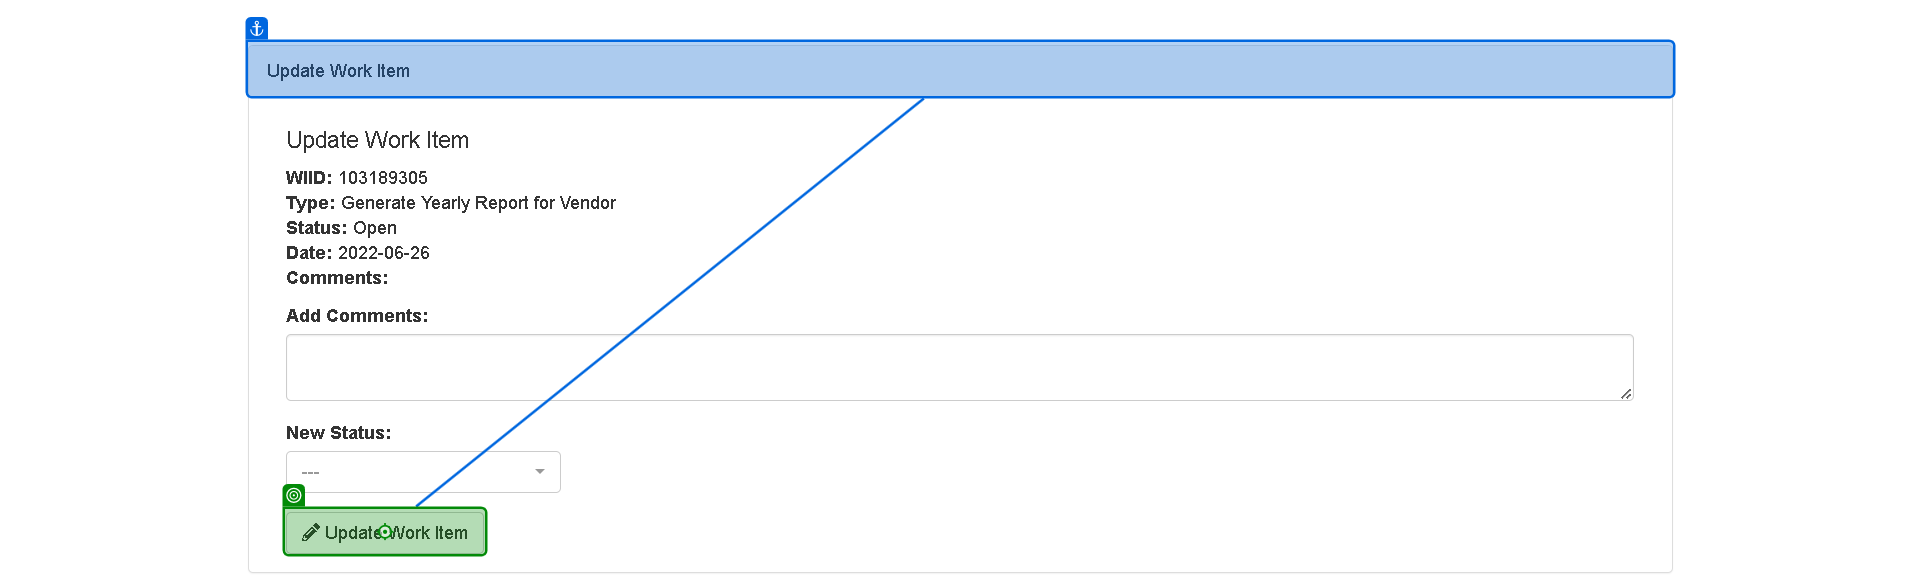 Update Work Item
Update Work Item
WIID: 103189305
Type: Generate Yearly Report for Vendor
Status: Open
Date: 2022-06-26
Comments:
Add Comments:
New Status:
---
Update Work Item